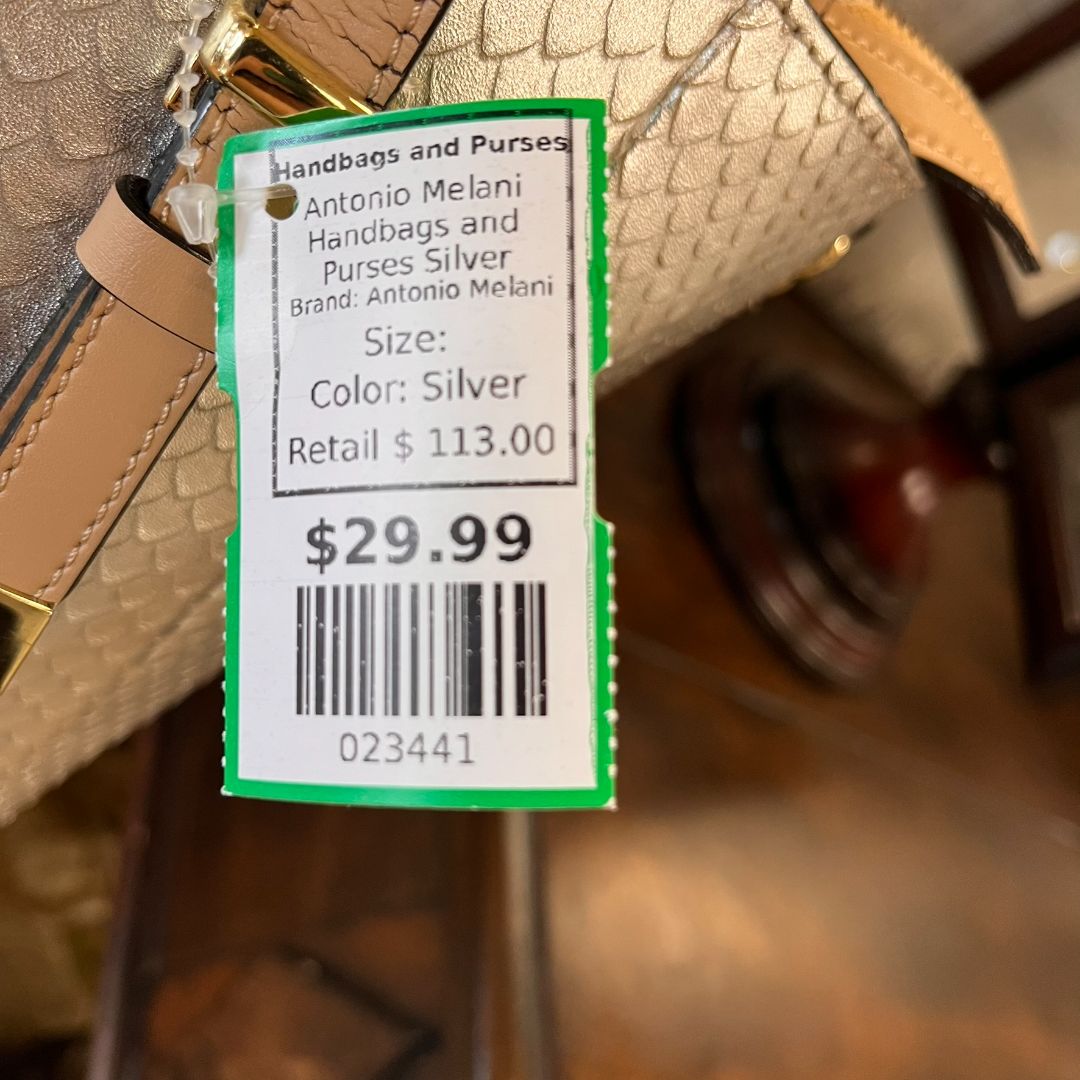 Handbags and Purses
Antonio Melani
Handbags and
Purses Silver
Brand: Antonio Melani
Size:
Color: Silver
Retail $ 113.00
$29.99
023441